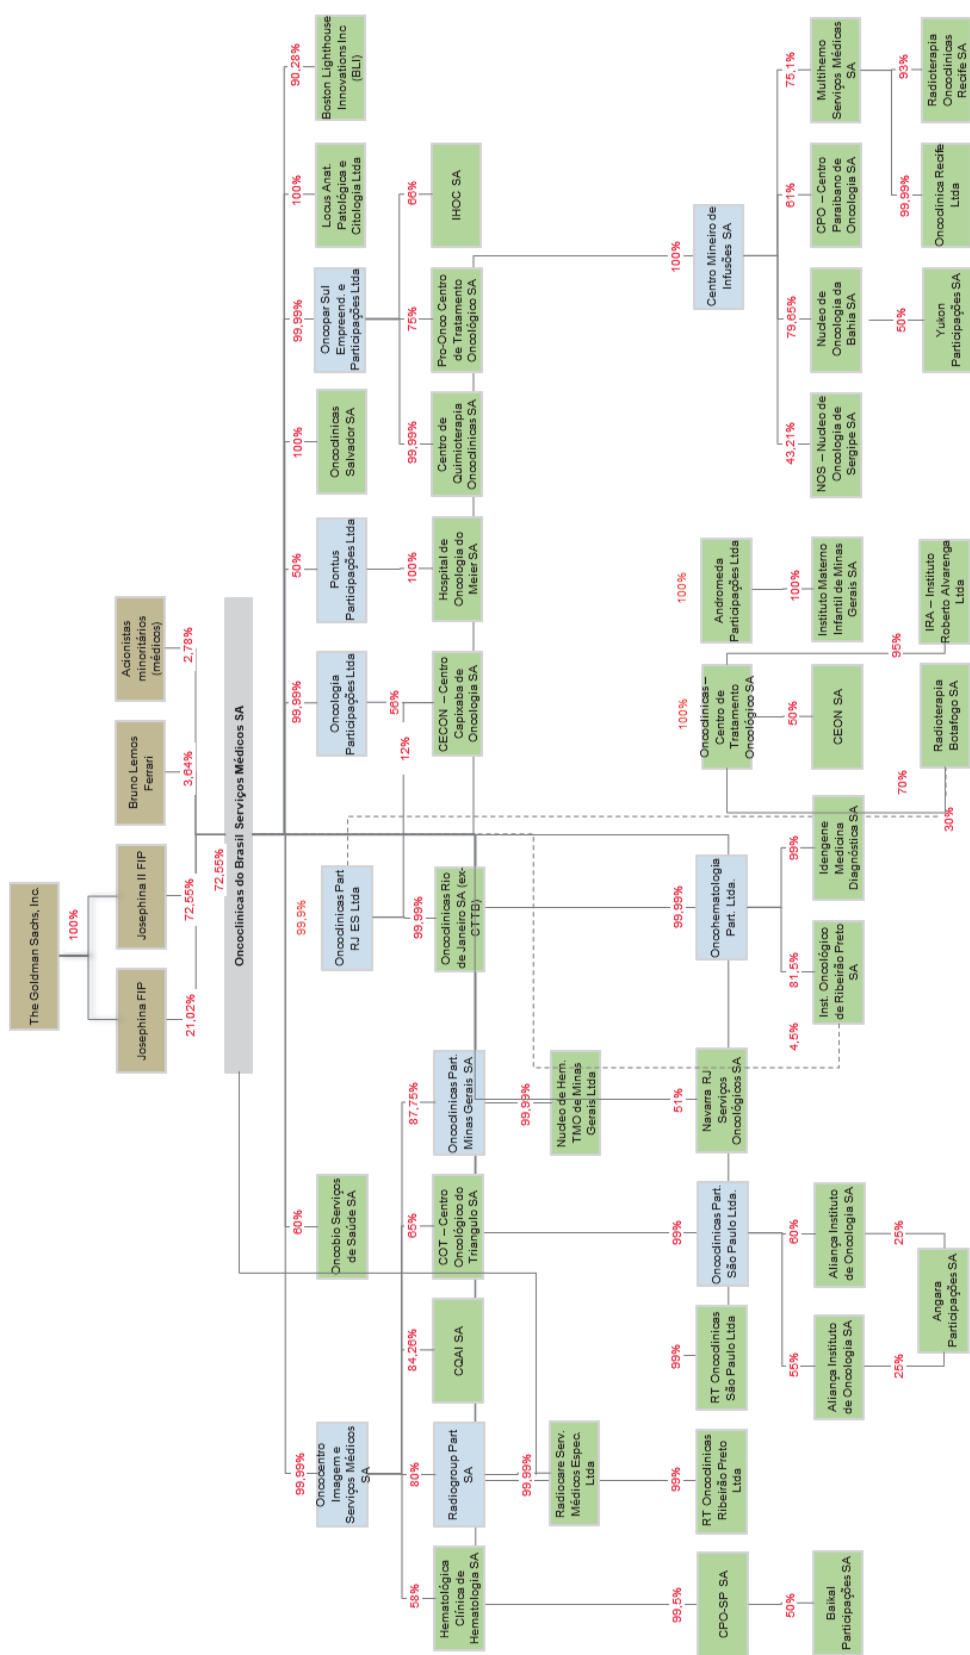 The Goldman Sachs, Inc.
100%
Josephina FIP
Josephina II FIP
Bruno Lemos
Ferrari
Acionistas
minoritários
(médicos)
21,02%
72,55%
3,64%
2,78%
72,55%
Oncoclinicas do Brasil Serviços Médicos SA
99,99%
60%
99,9%
99,99%
50%
100%
99,99%
100%
90,28%
Oncocentro
Imagem e
Serviços Médicos
SA
Oncobio Serviços
de Saúde SA
Oncoclinicas Part
RJ ES Ltda
Oncologia
Participações Ltda
Pontus
Participações Ltda
Oncoclinicas
Salvador SA
Oncopar Sul
Empreend. e
Participações Ltda
Locus Anat.
Patológica e
Citologia Ltda
Boston Lighthouse
Innovations Inc
(BLI)
58%
80%
84,26%
65%
87,75%
99,99%
12%
56%
100%
99,99%
75%
66%
Hematológica
Clínica de
Hematologia SA
Radiogroup Part
SA
CQAI SA
COT – Centro
Oncológico do
Triangulo SA
Oncoclinicas Part.
Minas Gerais SA
Oncoclinicas Rio
de Janeiro SA (ex-
CTTB)
CECON – Centro
Capixaba de
Oncologia SA
Hospital de
Oncologia do
Meier SA
Centro de
Quimioterapia
Oncoclinicas SA
Pro-Onco Centro
de Tratamento
Oncológico SA
IHOC SA
99,99%
99,99%
Radiocare Serv.
Médicos Espec.
Ltda
Nucleo de Hem.
TMO de Minas
Gerais Ltda
99,5%
99%
99%
99%
51%
99,99%
100%
100%
100%
CPO-SP SA
RT Oncoclinicas
Ribeirão Preto
Ltda
RT Oncoclinicas
São Paulo Ltda
Oncoclinicas Part.
São Paulo Ltda.
Navarra RJ
Serviços
Oncológicos SA
Oncohematologia
Part. Ltda.
Oncoclinicas –
Centro de
Tratamento
Oncológico SA
Andromeda
Participações Ltda
Centro Mineiro de
Infusões SA
50%
55%
60%
4,5%
81,5%
99%
50%
100%
43,21%
79,65%
61%
75,1%
Baikal
Participações SA
Aliança Instituto
de Oncologia SA
Aliança Instituto
de Oncologia SA
Inst. Oncológico
de Ribeirão Preto
SA
Idengene
Medicina
Diagnóstica SA
CEON SA
Instituto Materno
Infantil de Minas
Gerais SA
NOS – Nucleo de
Oncologia de
Sergipe SA
Nucleo de
Oncologia da
Bahia SA
CPO – Centro
Paraibano de
Oncologia SA
Multihemo
Serviços Médicas
SA
25%
25%
70%
95%
50%
99,99%
93%
Angara
Participações SA
30%
Radioterapia
Botafogo SA
IRA – Instituto
Roberto Alvarenga
Ltda
Yukon
Participações SA
Oncoclinica Recife
Ltda
Radioterapia
Oncoclinicas
Recife SA